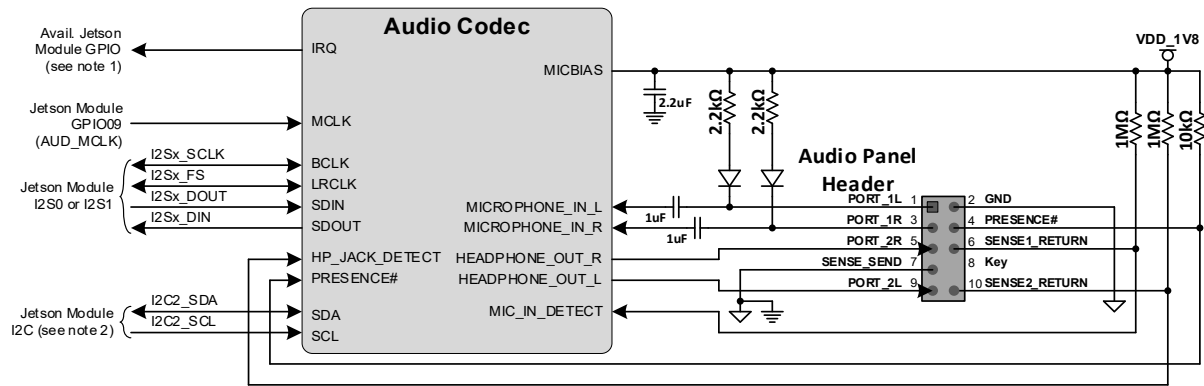 Audio Codec
Avail. Jetson
Module GPIO
(see note 1)
IRQ
VDD_1V8
MICBIAS
2.2uF
2.2kΩ
2.2kΩ
1MΩ
1MΩ
10kΩ
Jetson Module
GPIO09
(AUD_MCLK)
MCLK
Jetson Module
I2S0 or I2S1
I2Sx_SCLK
I2Sx_FS
I2Sx_DOUT
I2Sx_DIN
BCLK
LRCLK
SDIN
SDOUT
Audio Panel
Header
MICROPHONE_IN_L
MICROPHONE_IN_R
1uF
1uF
HEADPHONE_OUT_R
HEADPHONE_OUT_L
MIC_IN_DETECT
PORT_1L 1
PORT_1R 3
PORT_2R 5
SENSE_SEND 7
PORT_2L 9
2 GND
4 PRESENCE#
6 SENSE1_RETURN
8 Key
10 SENSE2_RETURN
HP_JACK_DETECT
PRESENCE#
Jetson Module
I2C (see note 2)
I2C2_SDA
I2C2_SCL
SDA
SCL